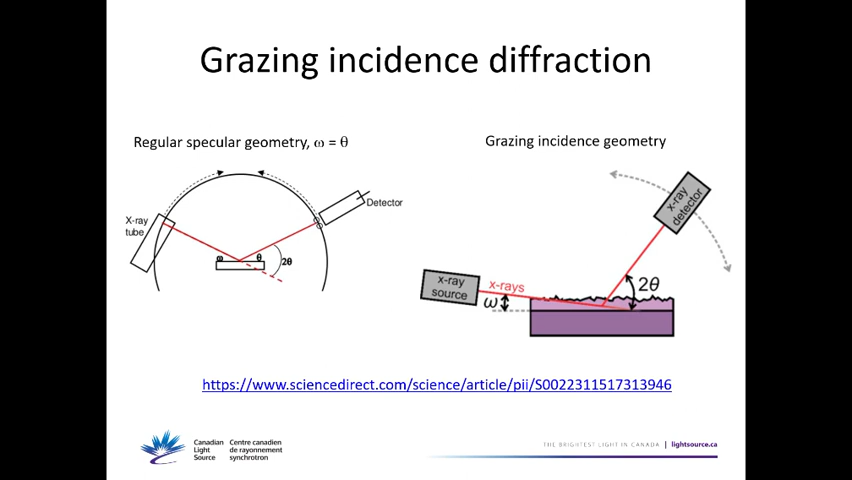 Grazing incidence diffraction
Regular specular geometry, ω = θ
Grazing incidence geometry
X-ray
tube
Detector
ω
θ
2θ
x-ray
detector
x-ray
source
x-rays
ω
2θ
https://www.sciencedirect.com/science/article/pii/S0022311517313946
Canadian
Light
Source
Centre canadien
de rayonnement
synchrotron
THE BRIGHTEST LIGHT IN CANADA | lightsource.ca